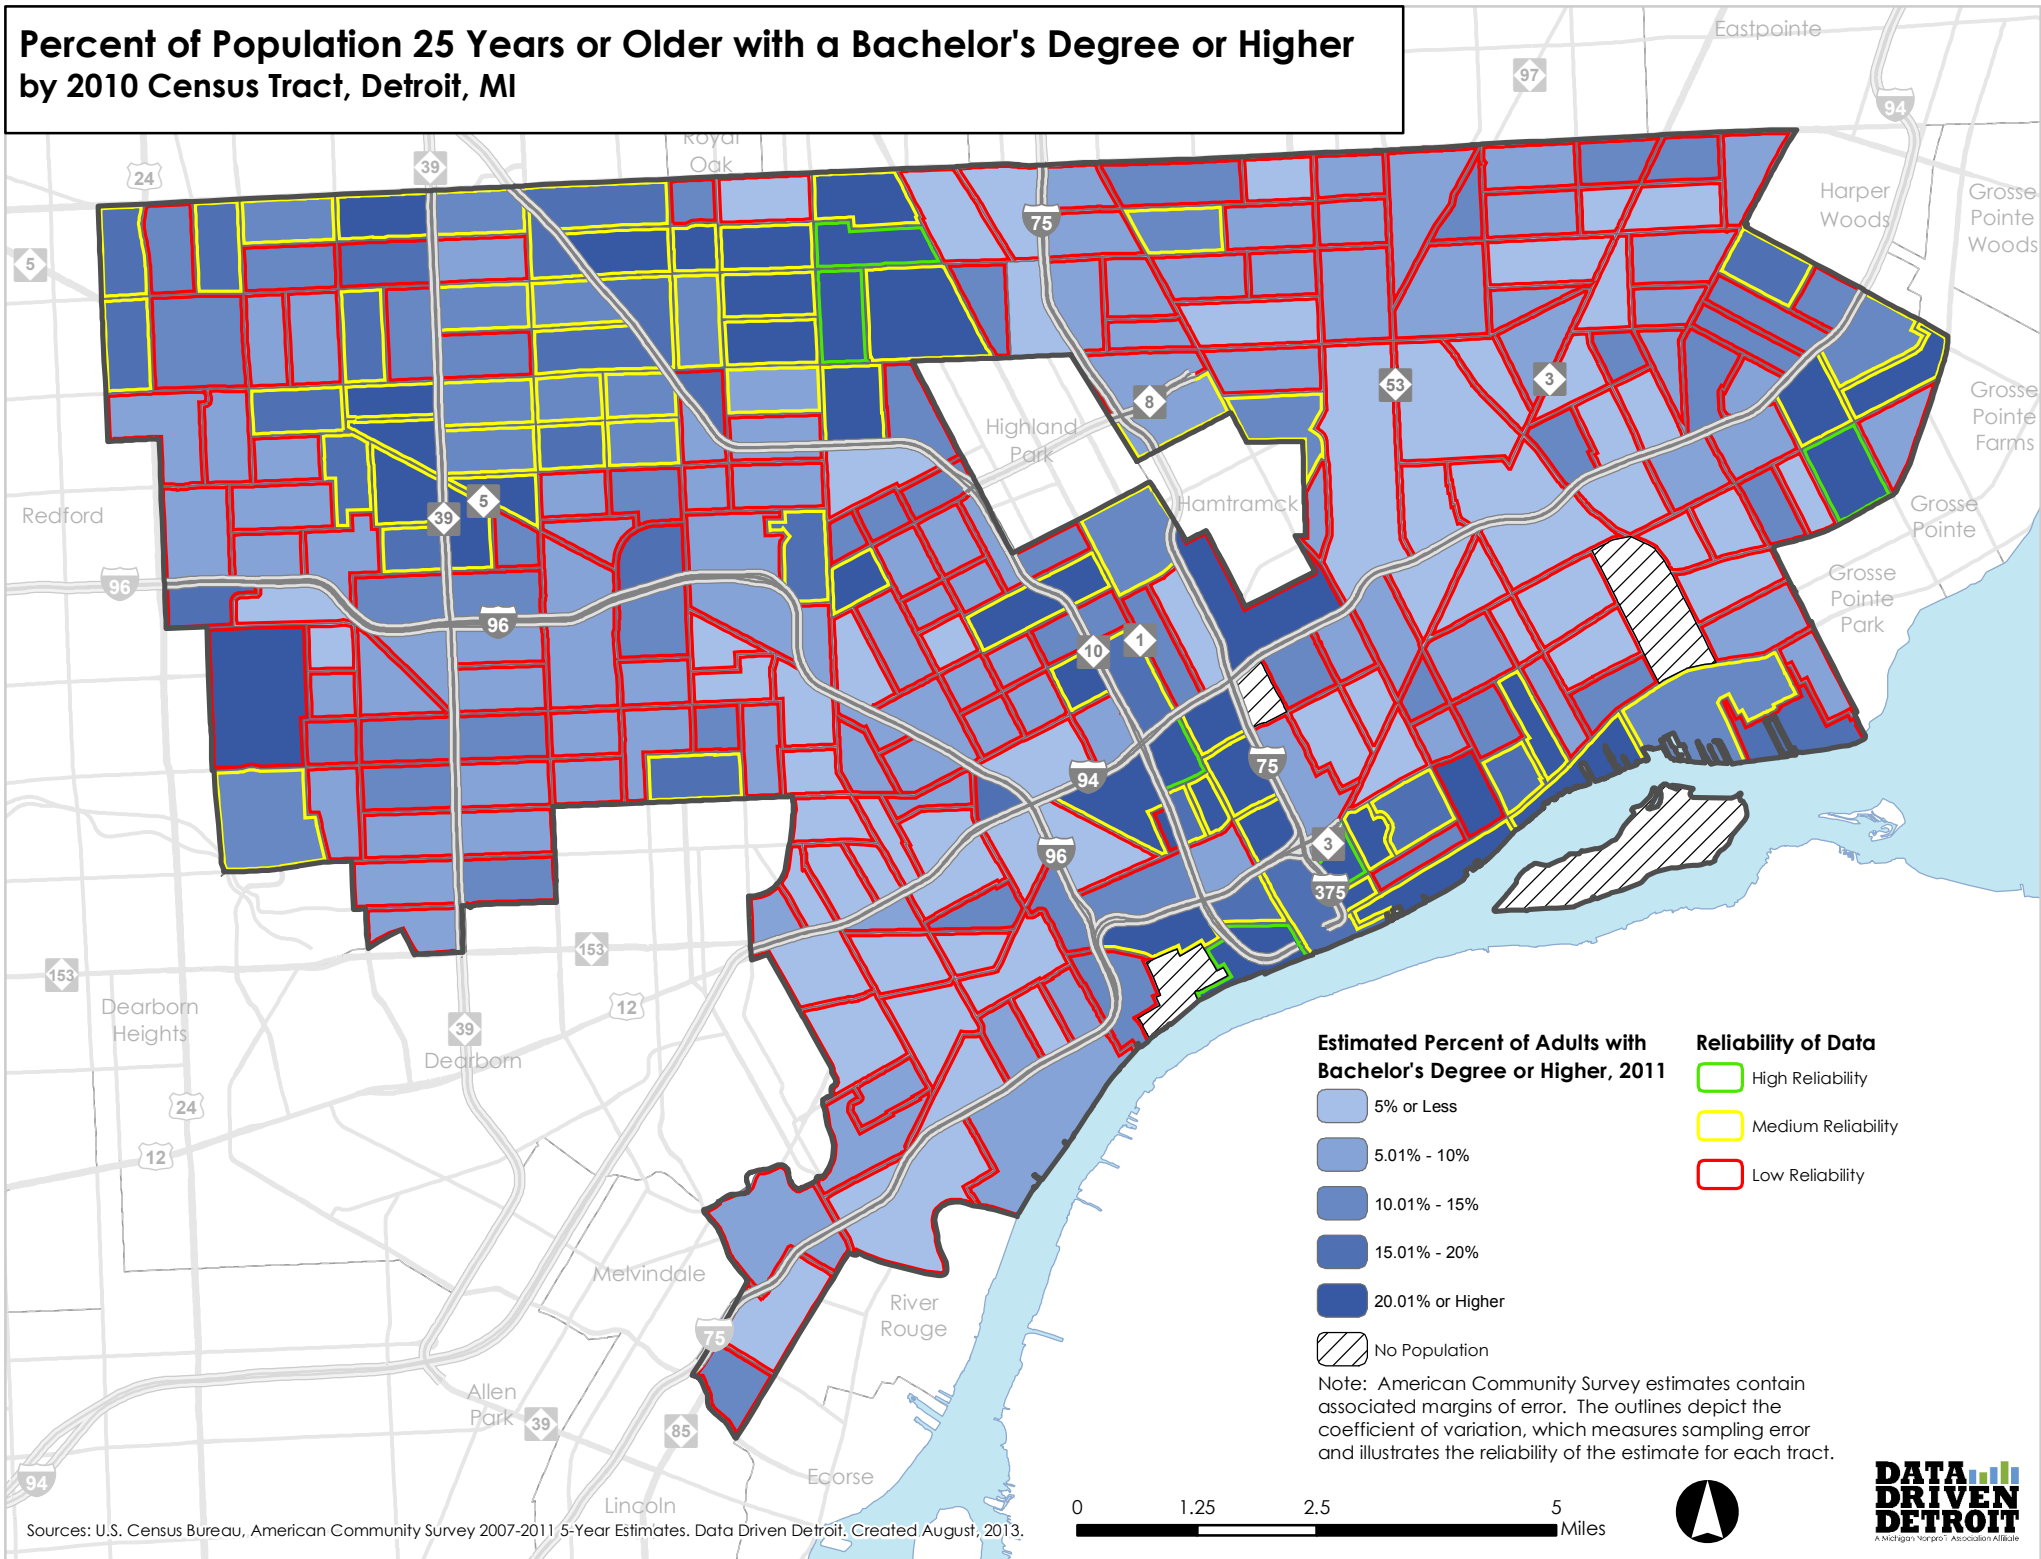 Percent of Population 25 Years or Older with a Bachelor's Degree or Higher
by 2010 Census Tract, Detroit, MI
Eastpointe
97
94
Royal
Oak
39
24
Harper
Woods
Grosse
Pointe
Woods
75
5
53
3
8
Grosse
Pointe
Farms
Highland
Park
Hamtramck
Redford
5
39
Grosse
Pointe
96
96
Grosse
Pointe
Park
10
1
94
75
96
3
375
153
153
Dearborn
Heights
12
39
Dearborn
24
12
Melvindale
River
Rouge
75
Allen
Park
39
85
94
Ecorse
Lincoln
Estimated Percent of Adults with
Bachelor's Degree or Higher, 2011
5% or Less
5.01% - 10%
10.01% - 15%
15.01% - 20%
20.01% or Higher
No Population
Reliability of Data
High Reliability
Medium Reliability
Low Reliability
Note: American Community Survey estimates contain
associated margins of error. The outlines depict the
coefficient of variation, which measures sampling error
and illustrates the reliability of the estimate for each tract.
0 1.25 2.5 5
Miles
DATA
DRIVEN
DETROIT
A Michigan Nonprofit Association Affiliate
Sources: U.S. Census Bureau, American Community Survey 2007-2011 5-Year Estimates. Data Driven Detroit. Created August, 2013.